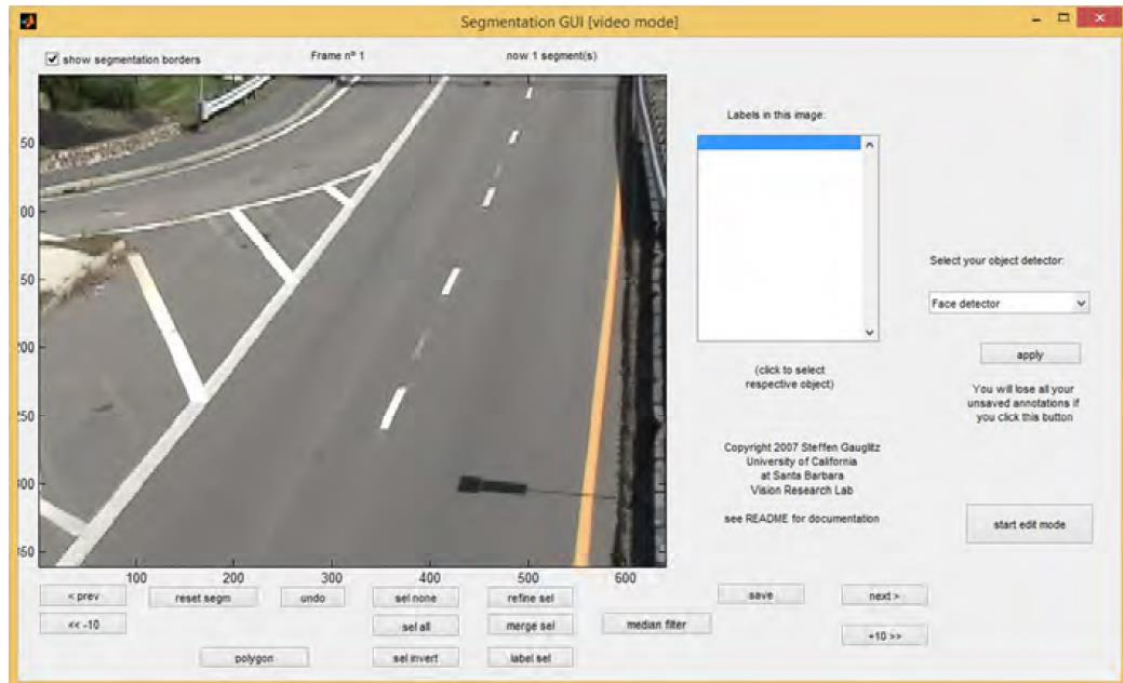 Segmentation GUI [video mode]
show segmentation borders
Frame nº 1
now 1 segment(s)
50
00
50
00
250
300
350
100
200
300
400
500
600
Labels in this image:
(click to select
respective object)
Copyright 2007 Steffen Gauglitz
University of California
at Santa Barbara
Vision Research Lab
see README for documentation
Select your object detector:
Face detector
apply
You will lose all your
unsaved annotations if
you click this button
start edit mode
< prev
reset segm
undo
sel none
refine sel
save
next >
<< -10
sel all
merge sel
median filter
+10 >>
polygon
sel invert
label sel